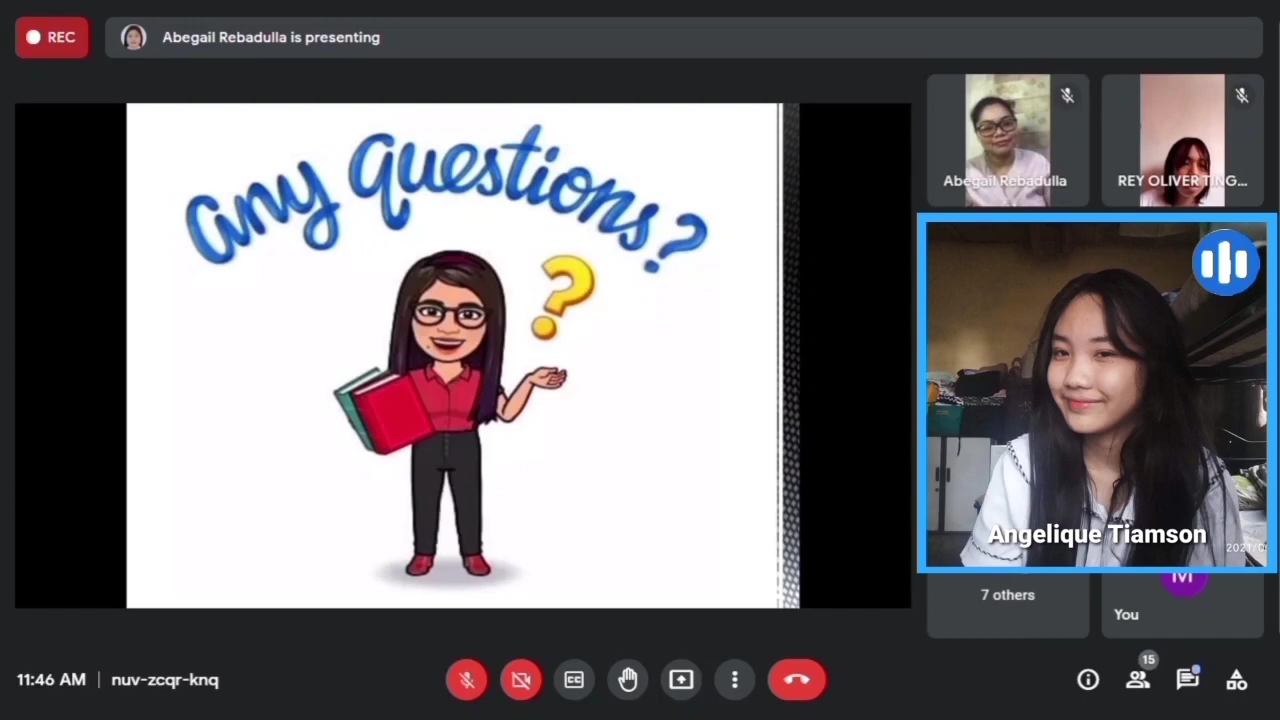 REC
Abegail Rebadulla is presenting
any questions?
Abegail Rebadulla
REY OLIVER TING...
Angelique Tiamson
7 others
You
11:46 AM | nuv-zcqr-knq
CC
15